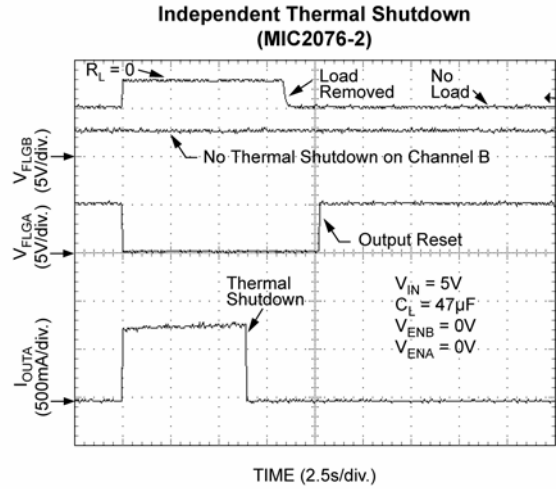 Independent Thermal Shutdown
(MIC2076-2)
R_L = 0
Load
Removed
No
Load
V_FLGB
(5V/div.)
No Thermal Shutdown on Channel B
V_FLGA
(5V/div.)
Output Reset
Thermal
Shutdown
V_IN = 5V
C_L = 47µF
V_ENB = 0V
V_ENA = 0V
I_OUTA
(500mA/div.)
TIME (2.5s/div.)